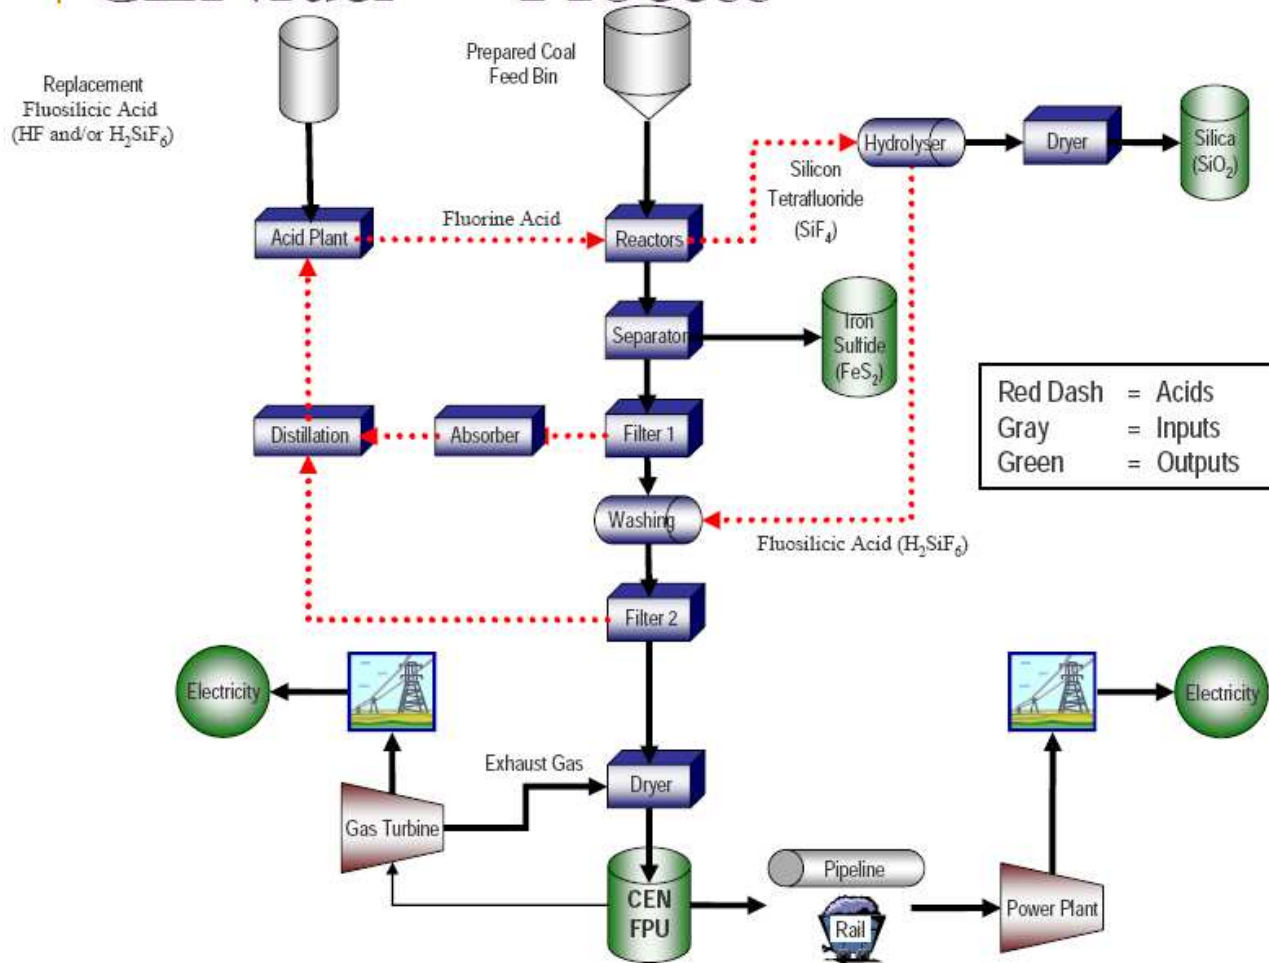 Replacement
Fluosilicic Acid
(HF and/or H₂SiF₆)
Prepared Coal
Feed Bin
Hydrolyser
Dryer
Silica
(SiO₂)
Silicon
Tetrafluoride
(SiF₄)
Acid Plant
Fluorine Acid
Reactors
Separator
Iron
Sulfide
(FeS₂)
Red Dash = Acids
Gray = Inputs
Green = Outputs
Distillation
Absorber
Filter 1
Washing
Fluosilicic Acid (H₂SiF₆)
Filter 2
Electricity
Electricity
Exhaust Gas
Dryer
Gas Turbine
CEN
FPU
Pipeline
Rail
Power Plant